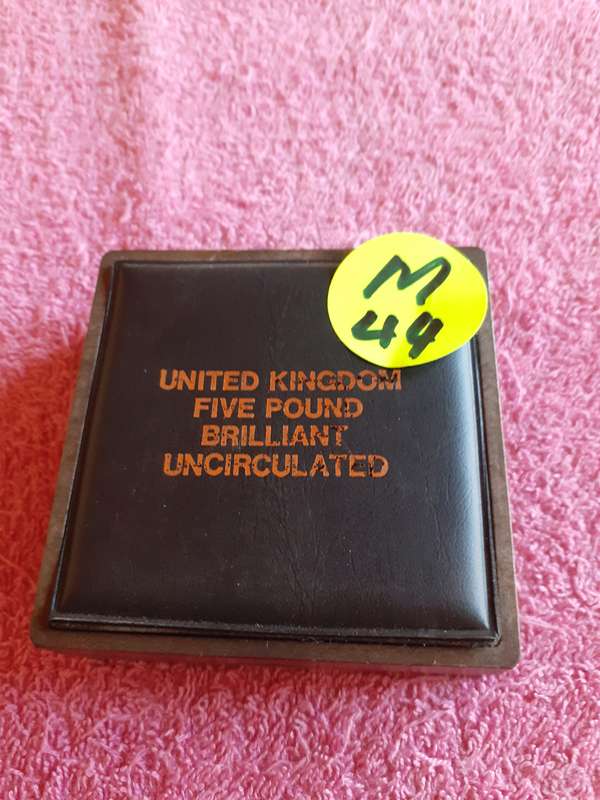 M
44
UNITED KINGDOM
FIVE POUND
BRILLIANT
UNCIRCULATED